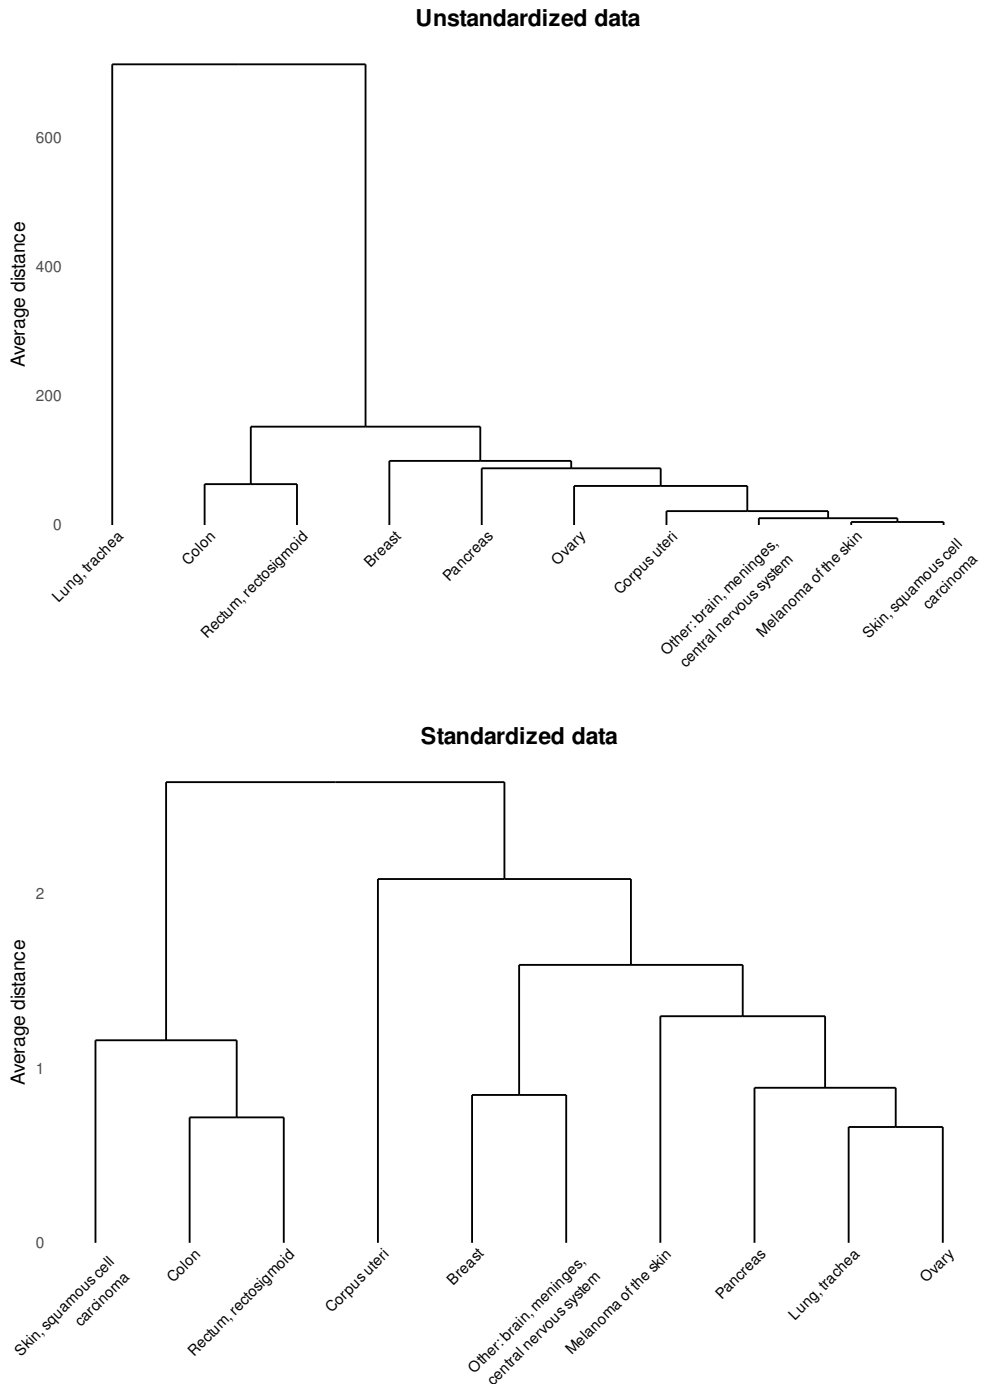 Unstandardized data
Average distance
600
400
200
0
Lung, trachea
Colon
Rectum, rectosigmoid
Breast
Pancreas
Ovary
Corpus uteri
Other: brain, meninges,
central nervous system
Melanoma of the skin
Skin, squamous cell
carcinoma
Standardized data
Average distance
2
1
0
Skin, squamous cell
carcinoma
Colon
Rectum, rectosigmoid
Corpus uteri
Breast
Other: brain, meninges,
central nervous system
Melanoma of the skin
Pancreas
Lung, trachea
Ovary